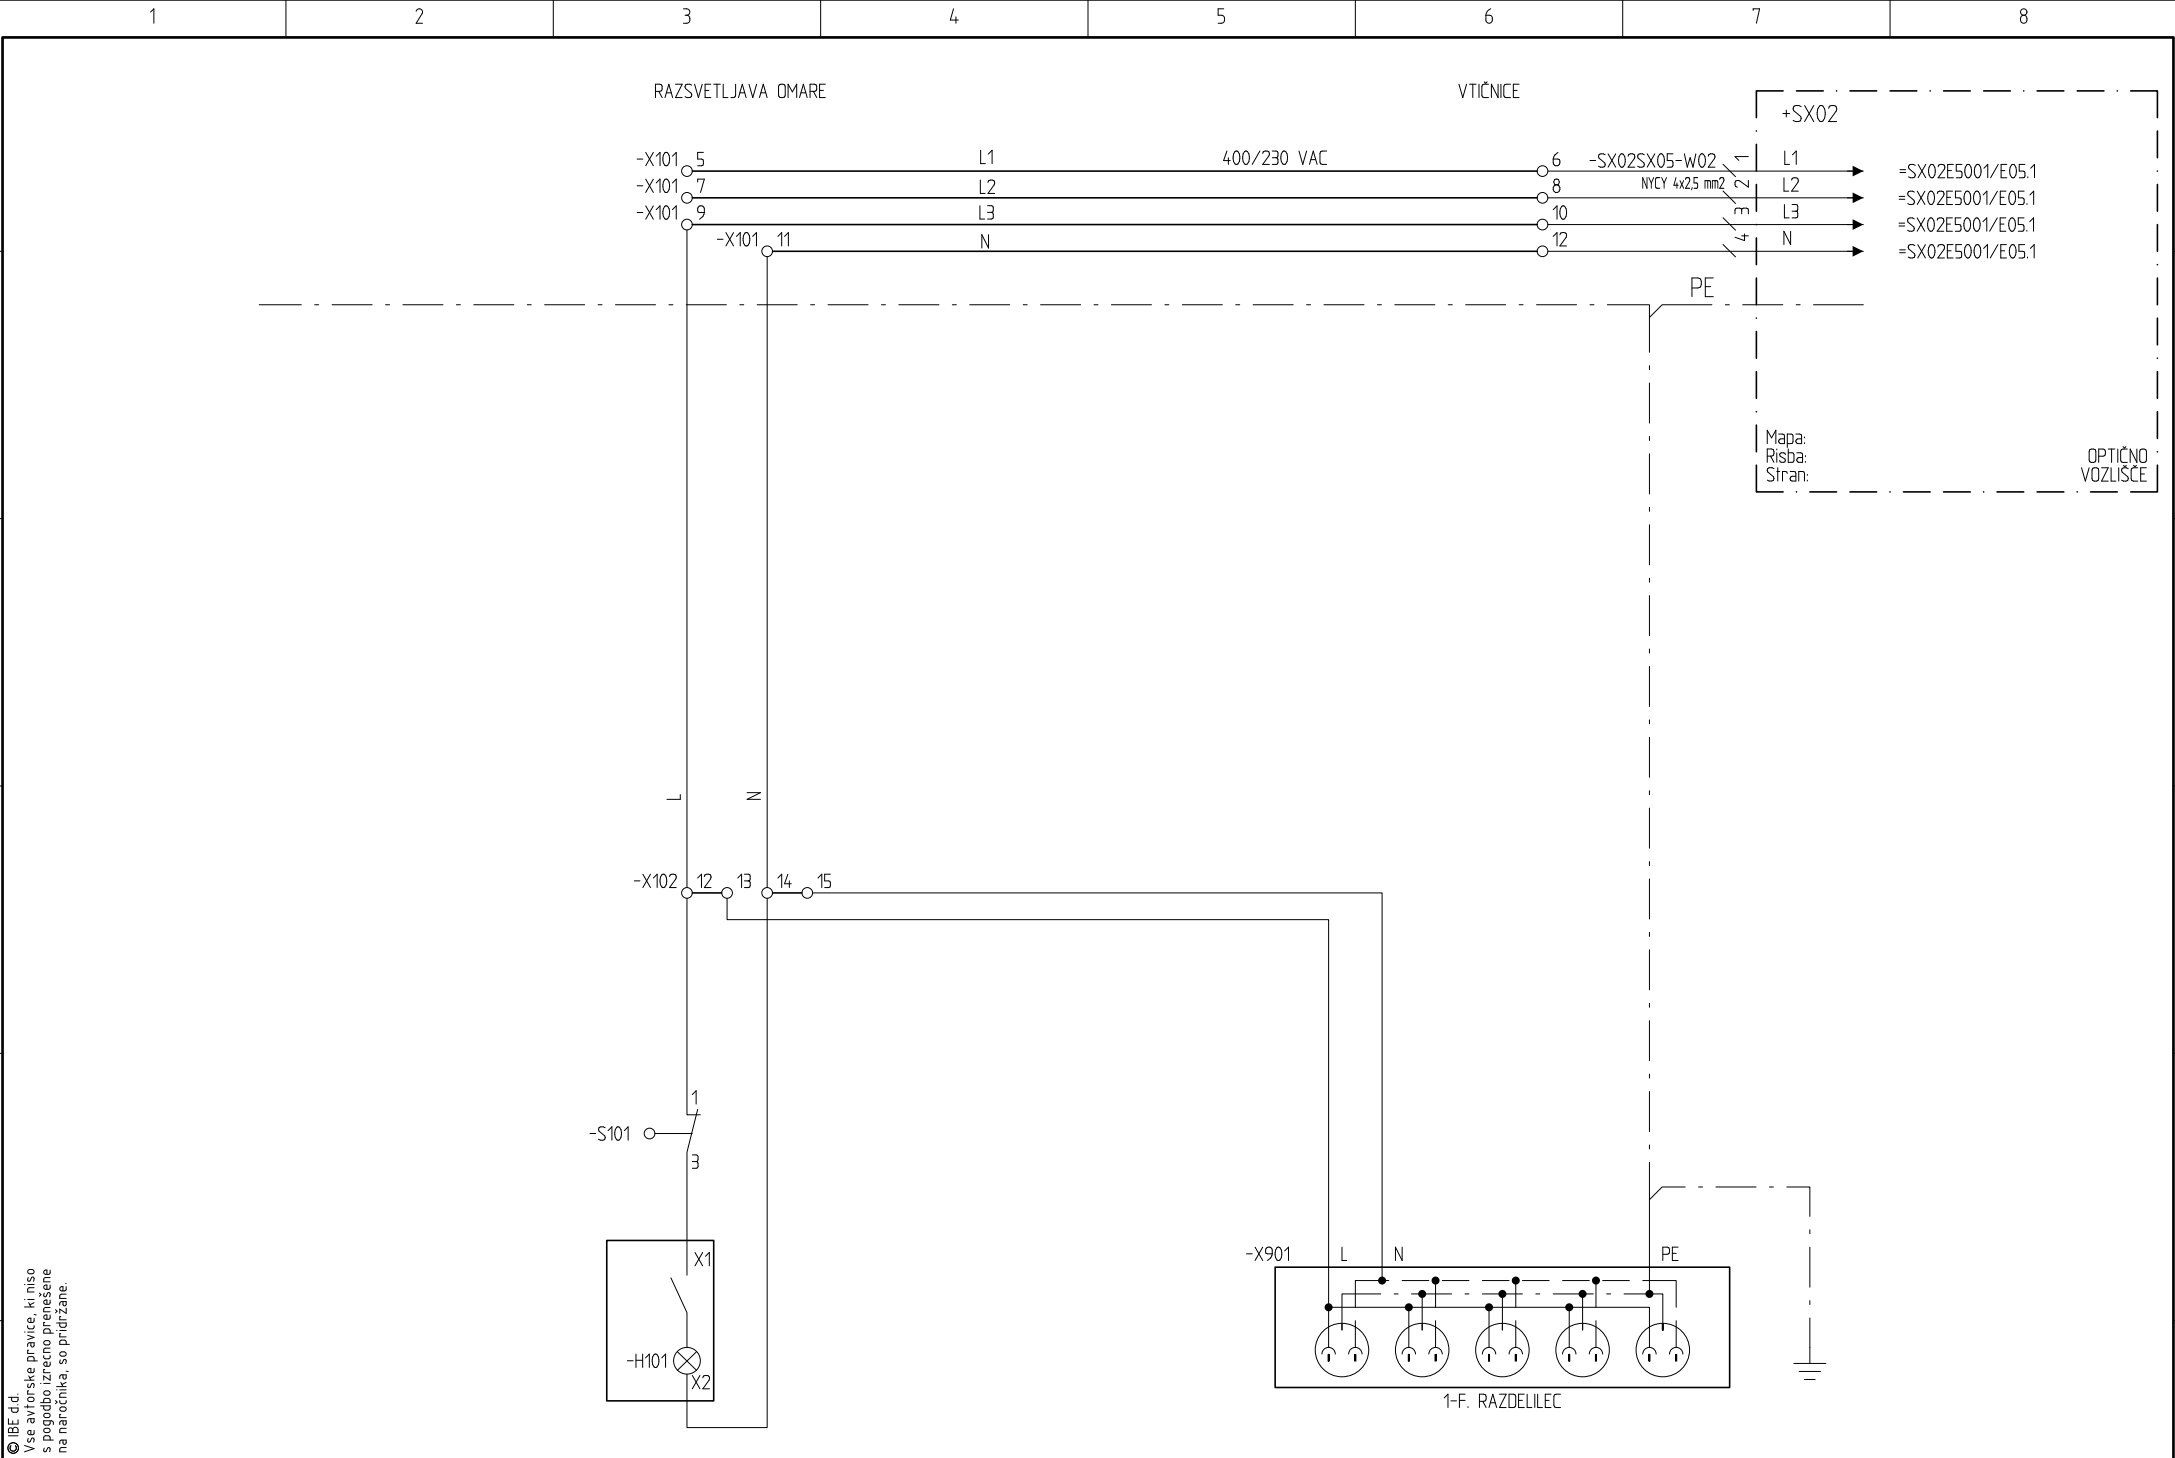 1 2 3 4 5 6 7 8
RAZSVETLJAVA OMARE
VTIČNICE
+SX02
-X101 5 L1 400/230 VAC 6 -SX02SX05-W02 1 L1 =SX02E5001/E05.1
-X101 7 L2 8 NYCY 4x2,5 mm2 2 L2 =SX02E5001/E05.1
-X101 9 L3 10 3 L3 =SX02E5001/E05.1
-X101 11 N 12 4 N =SX02E5001/E05.1
PE
Mapa:
Risba:
Stran:
OPTIČNO
VOZLIŠČE
L N
-X102 12 13 14 15
1
-S101
3
X1
-H101
X2
-X901 L N PE
1-F. RAZDELILEC
© IBE d.d.
Vse avtorske pravice, ki niso
s pogodbo izrecno prenešene
na naročnika, so pridržane.